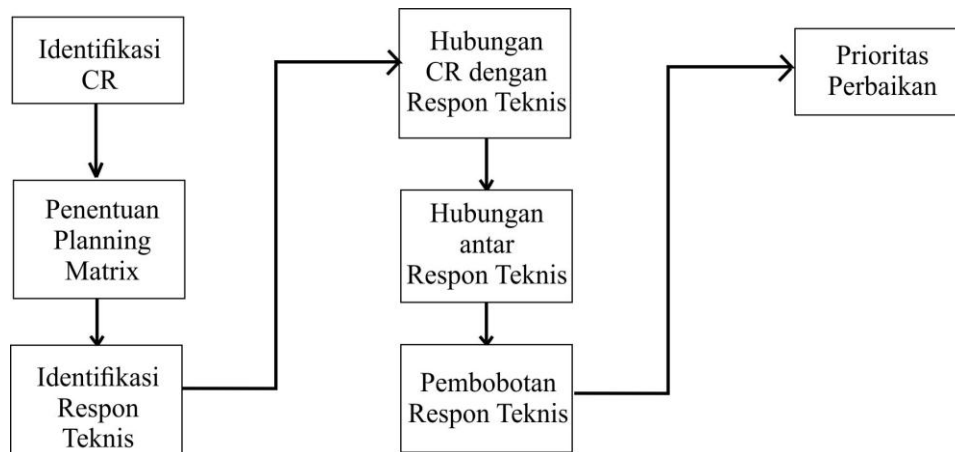 Identifikasi
CR
Penentuan
Planning
Matrix
Identifikasi
Respon
Teknis
Hubungan
CR dengan
Respon Teknis
Hubungan
antar
Respon Teknis
Pembobotan
Respon Teknis
Prioritas
Perbaikan